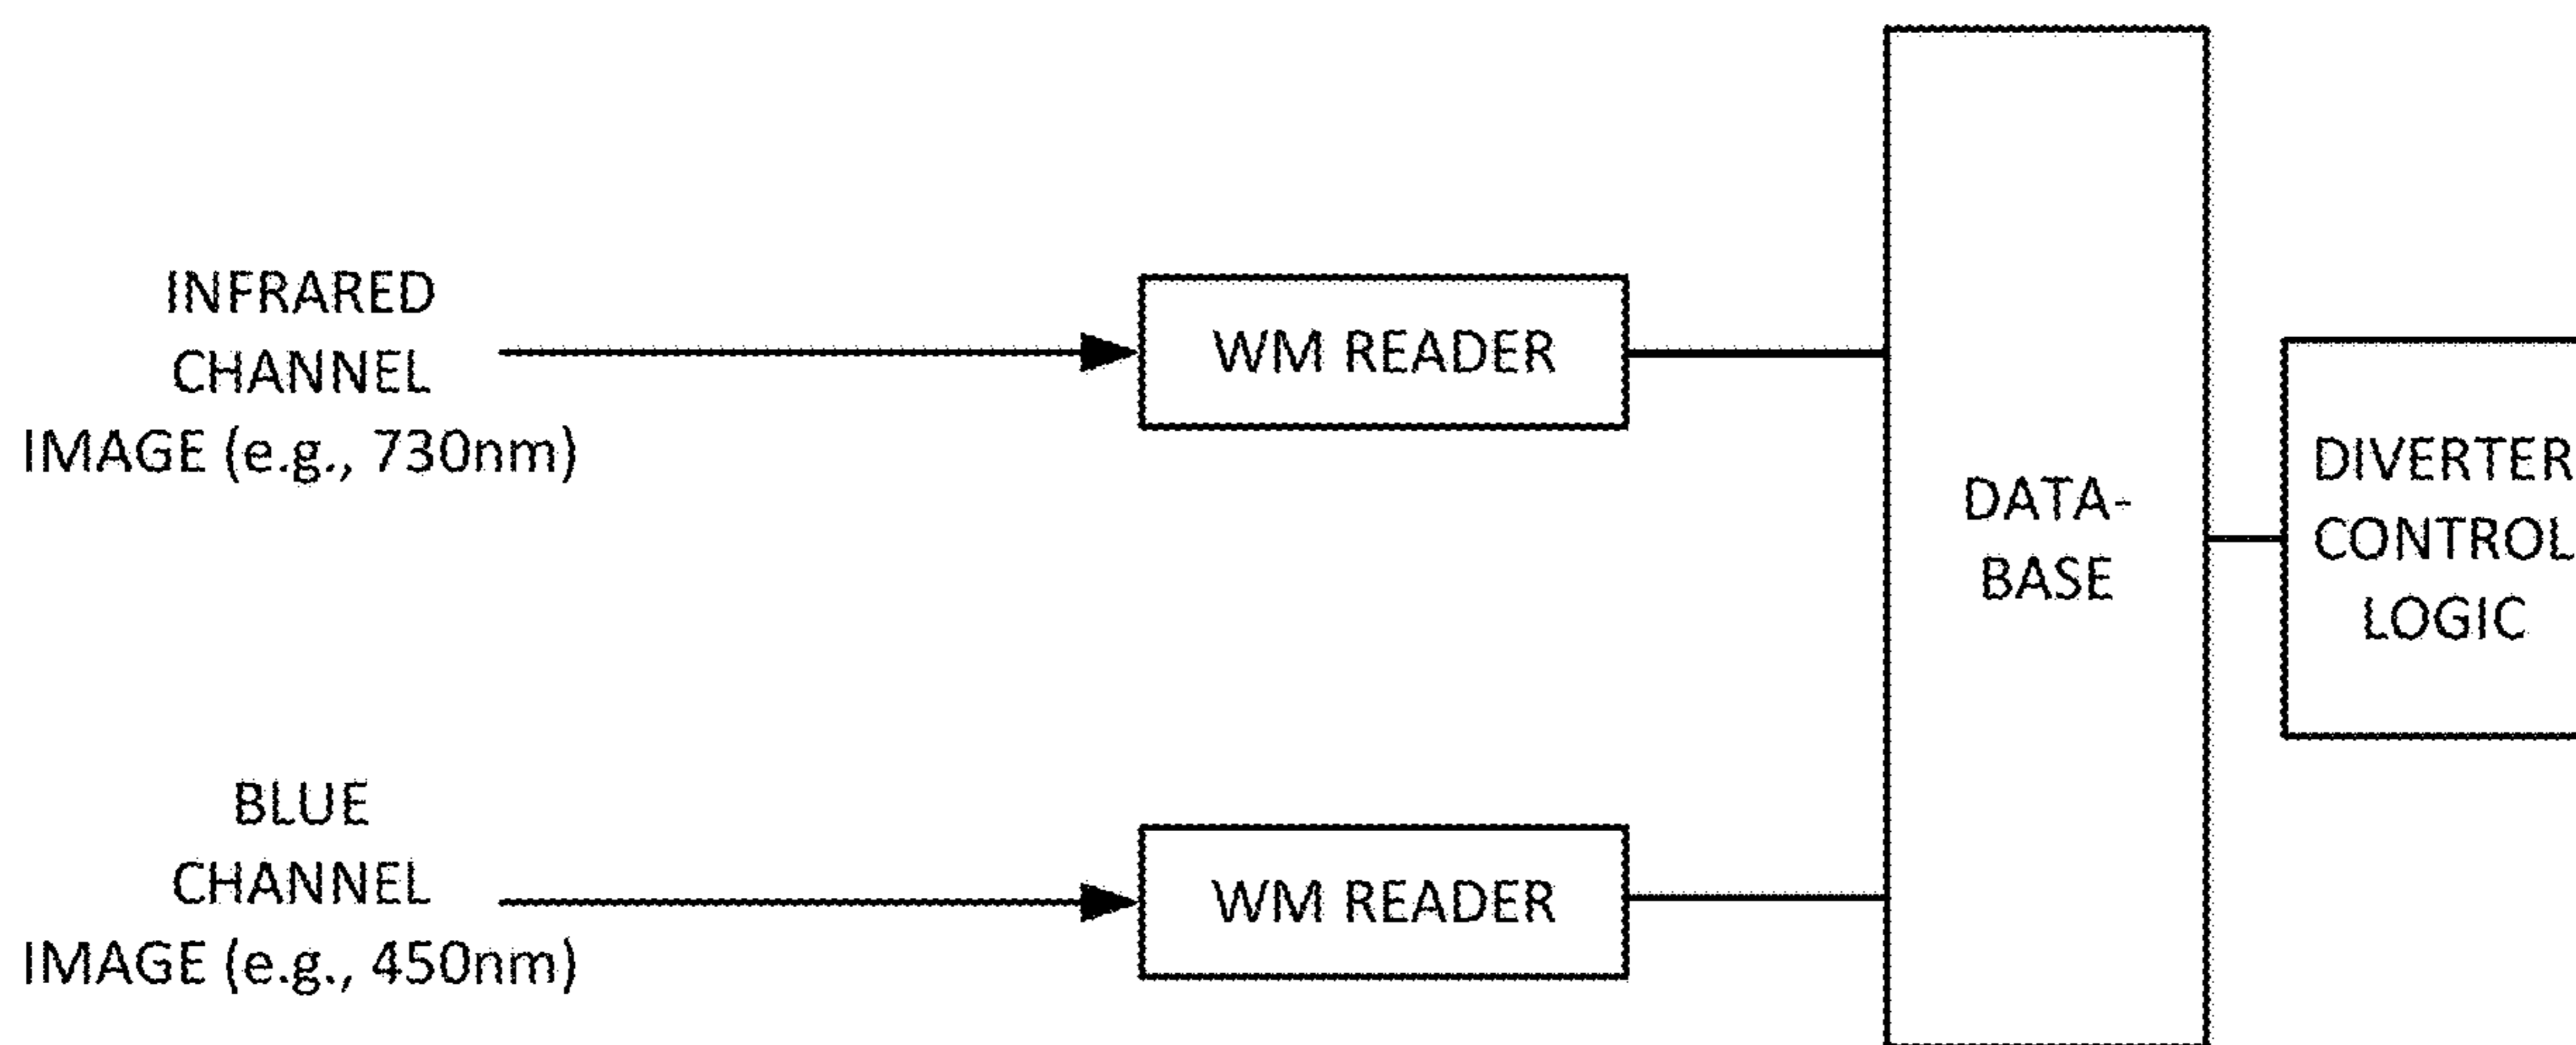 INFRARED
CHANNEL
IMAGE (e.g., 730nm)
WM READER
BLUE
CHANNEL
IMAGE (e.g., 450nm)
WM READER
DATA-
BASE
DIVERTER
CONTROL
LOGIC